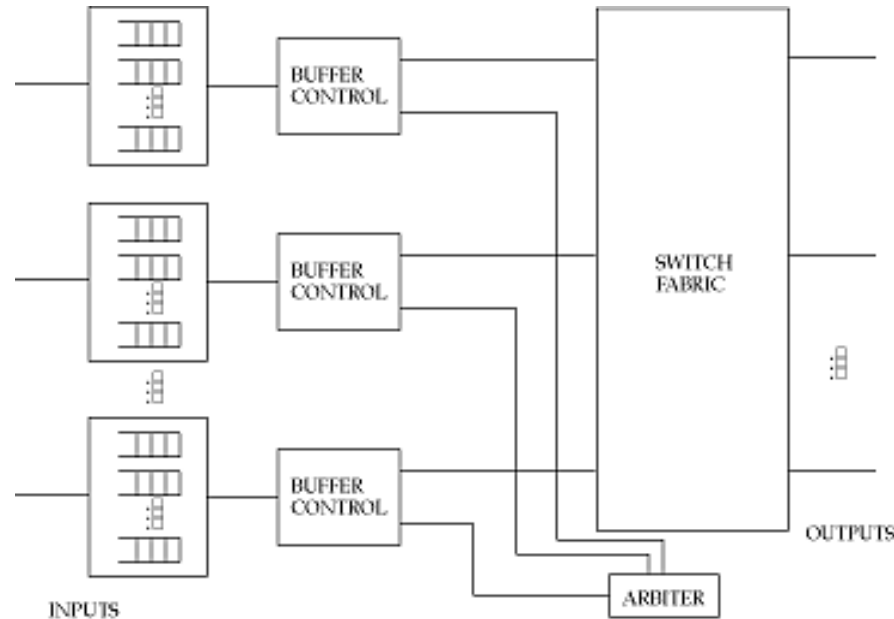 BUFFER
CONTROL
BUFFER
CONTROL
SWITCH
FABRIC
BUFFER
CONTROL
OUTPUTS
ARBITER
INPUTS